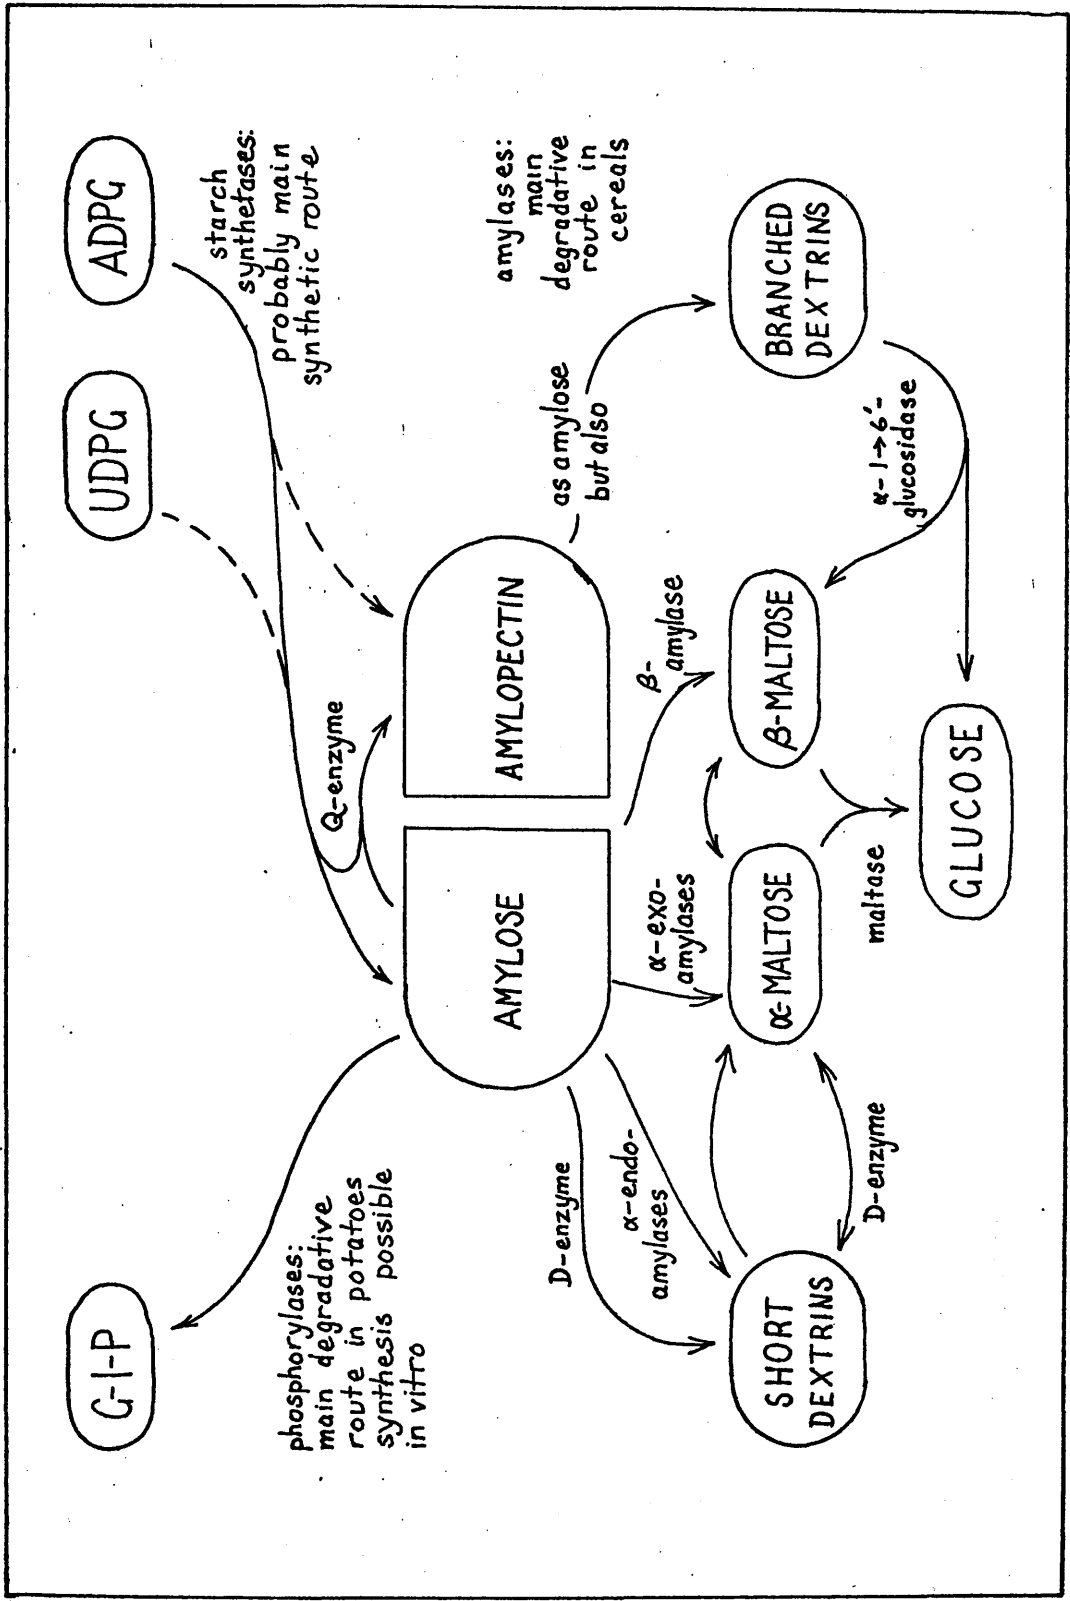 G-1-P
UDPG
ADPG
phosphorylases:
main degradative
route in potatoes
synthesis possible
in vitro
starch
synthetases:
probably main
synthetic route
Q-enzyme
AMYLOSE
AMYLOPECTIN
amylases:
main
degradative
route in
cereals
as amylose
but also
D-enzyme
α-endo-
amylases
α-exo-
amylases
β-
amylase
SHORT
DEXTRINS
α-MALTOSE
β-MALTOSE
BRANCHED
DEXTRINS
D-enzyme
maltase
α-1→6'-
glucosidase
GLUCOSE